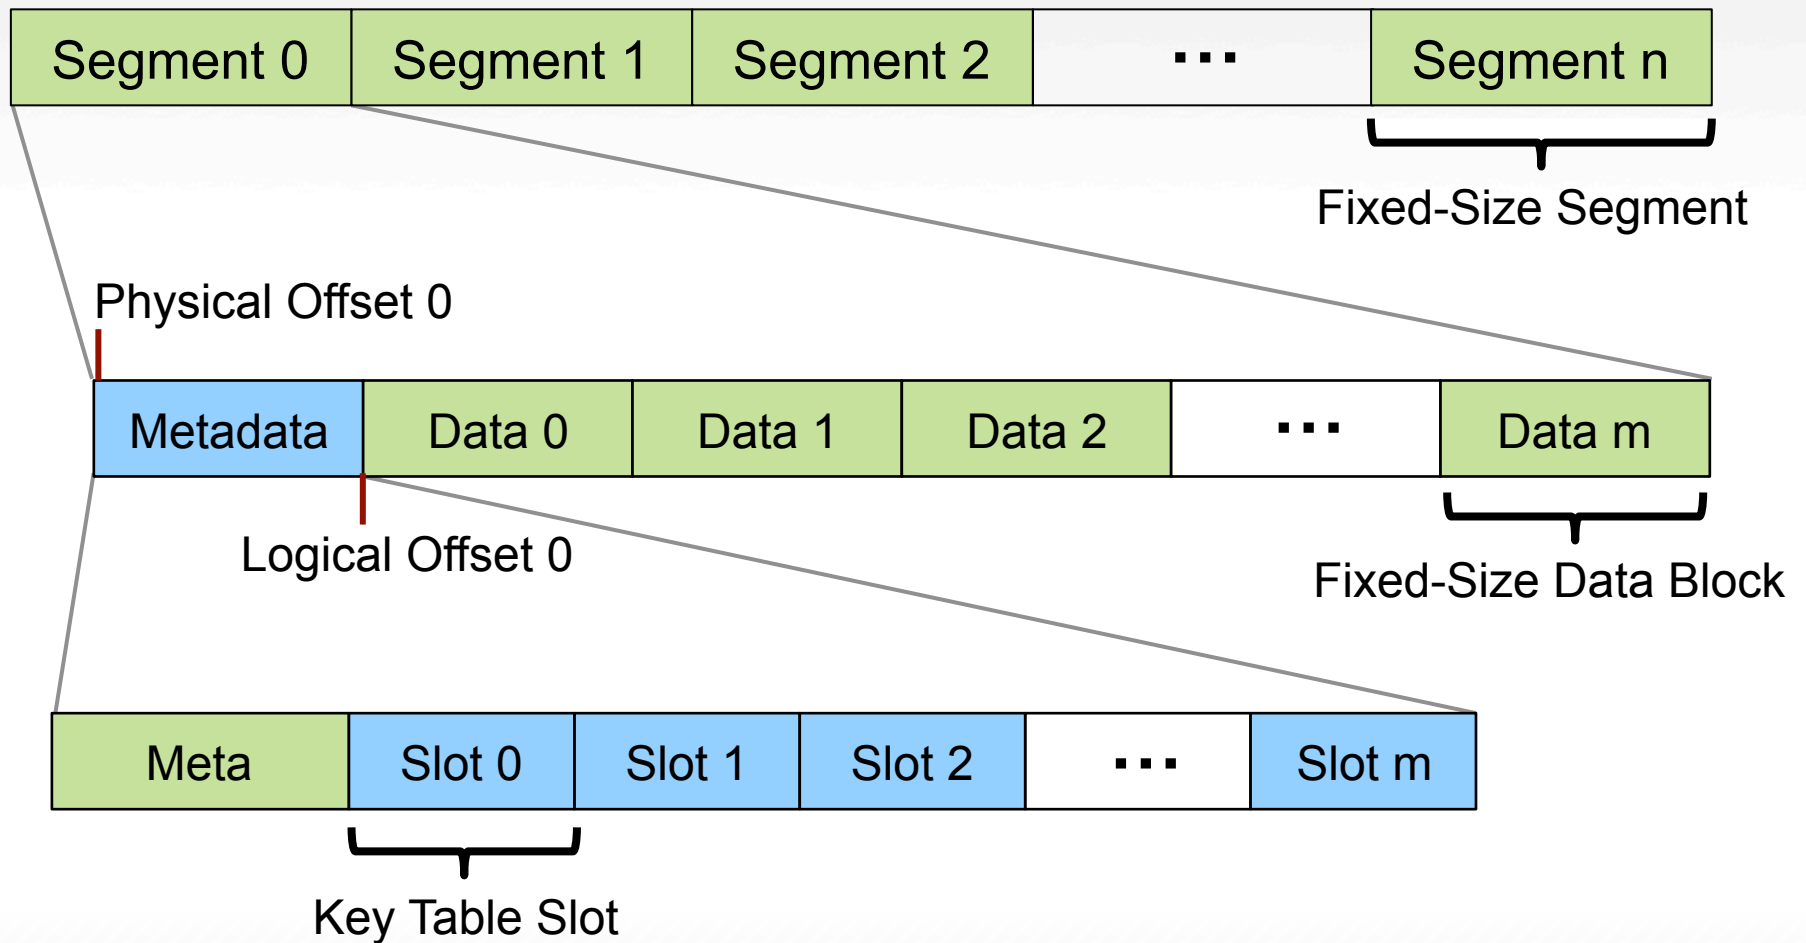 Segment 0 Segment 1 Segment 2 ... Segment n
Fixed-Size Segment
Physical Offset 0
Metadata Data 0 Data 1 Data 2 ... Data m
Logical Offset 0
Fixed-Size Data Block
Meta Slot 0 Slot 1 Slot 2 ... Slot m
Key Table Slot